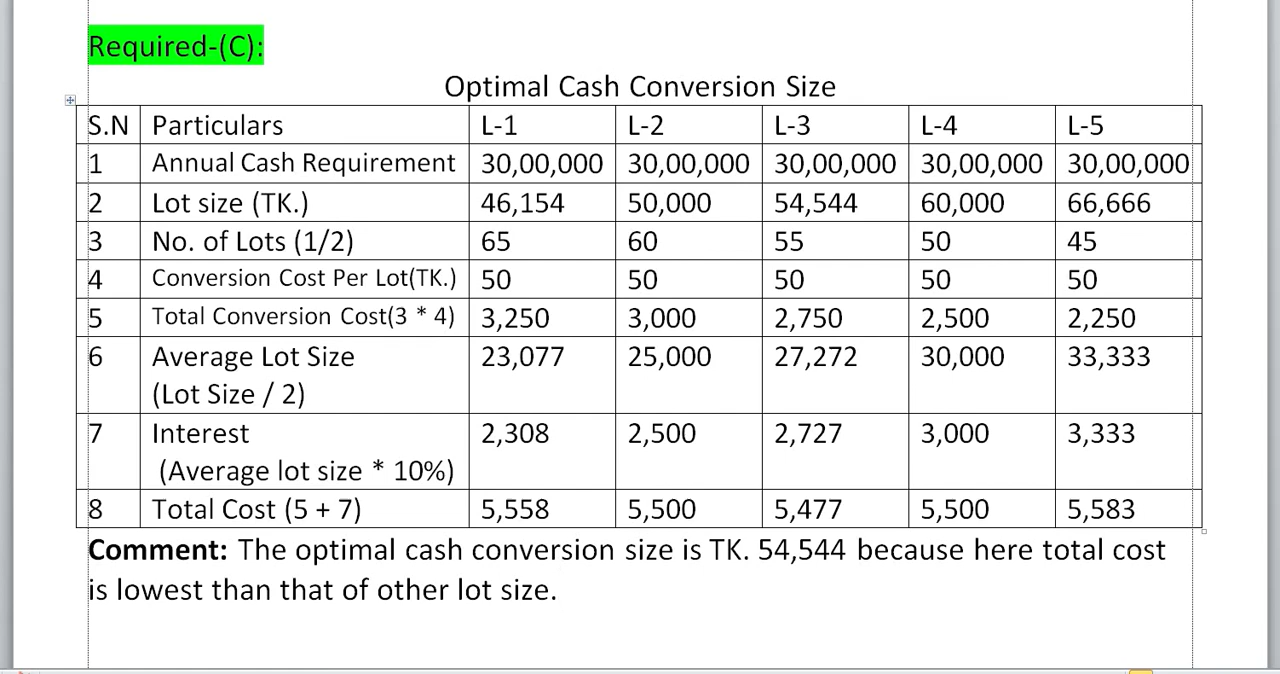 Required-(C):
Optimal Cash Conversion Size
S.N Particulars L-1 L-2 L-3 L-4 L-5
1 Annual Cash Requirement 30,00,000 30,00,000 30,00,000 30,00,000 30,00,000
2 Lot size (TK.) 46,154 50,000 54,544 60,000 66,666
3 No. of Lots (1/2) 65 60 55 50 45
4 Conversion Cost Per Lot(TK.) 50 50 50 50 50
5 Total Conversion Cost(3 * 4) 3,250 3,000 2,750 2,500 2,250
6 Average Lot Size 23,077 25,000 27,272 30,000 33,333
(Lot Size / 2)
7 Interest 2,308 2,500 2,727 3,000 3,333
(Average lot size * 10%)
8 Total Cost (5 + 7) 5,558 5,500 5,477 5,500 5,583
Comment: The optimal cash conversion size is TK. 54,544 because here total cost
is lowest than that of other lot size.